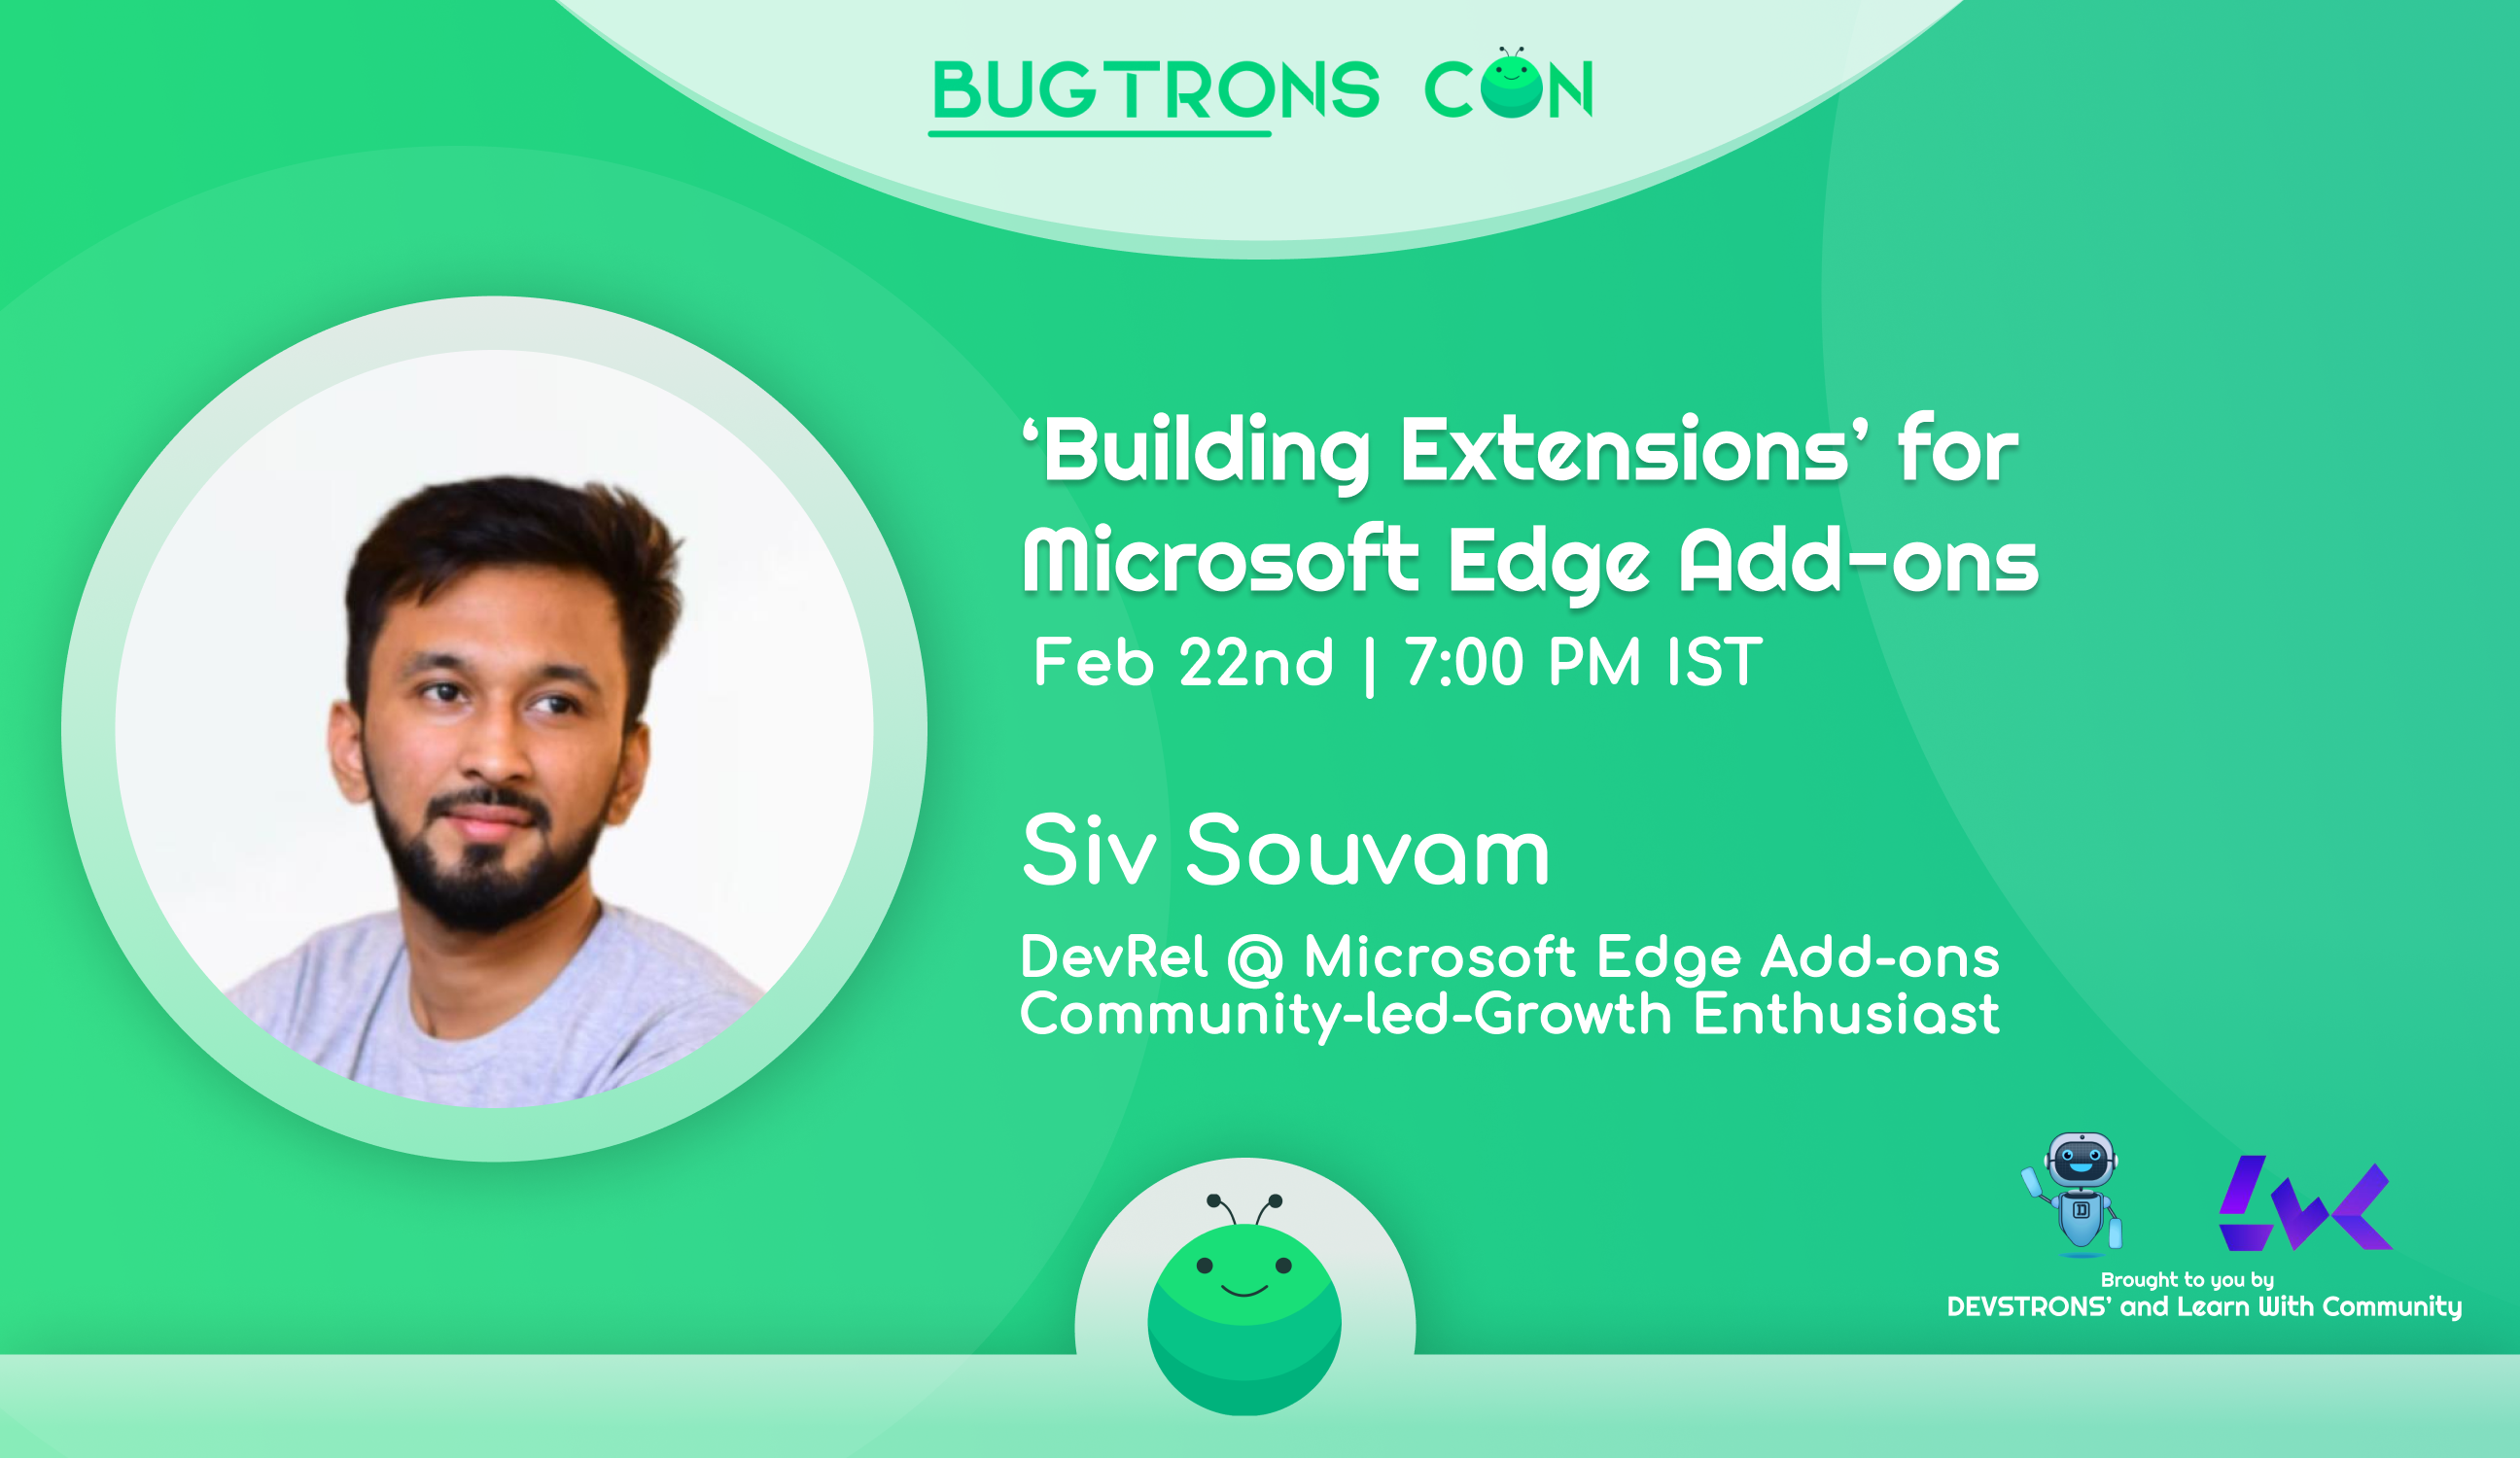 BUGTRONS CON
‘Building Extensions’ for
Microsoft Edge Add-ons
Feb 22nd | 7:00 PM IST
Siv Souvam
DevRel @ Microsoft Edge Add-ons
Community-led-Growth Enthusiast
D
LWC
Brought to you by
DEVSTRONS’ and Learn With Community